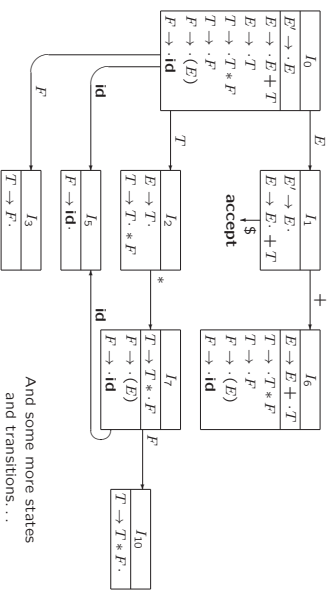 I₀
E′ → ·E
E → ·E + T
E → ·T
T → ·T * F
T → ·F
F → ·(E)
F → ·id
E
I₁
E′ → E·
E → E· + T
$
accept
+
I₆
E → E + ·T
T → ·T * F
T → ·F
F → ·(E)
F → ·id
T
I₂
E → T·
T → T· * F
*
I₇
T → T * ·F
F → ·(E)
F → ·id
F
I₁₀
T → T * F·
id
I₅
F → id·
id
F
I₃
T → F·
And some more states
and transitions...